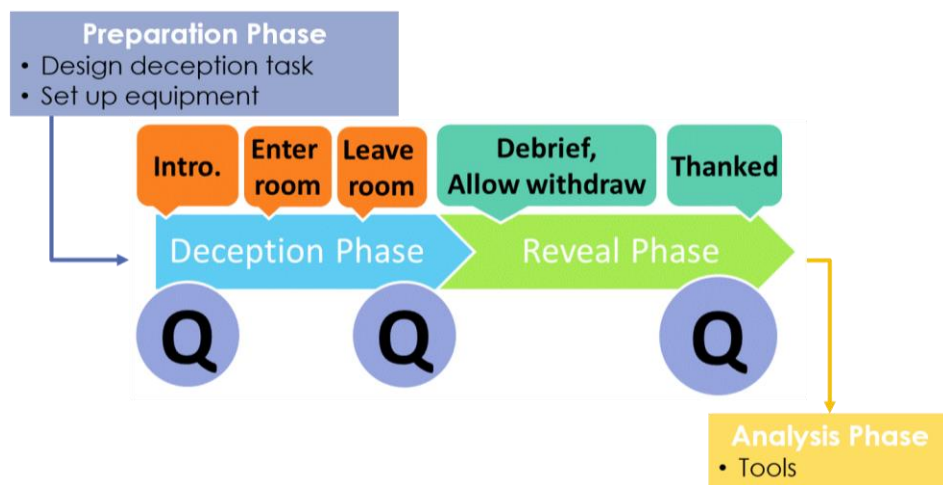 Preparation Phase
• Design deception task
• Set up equipment
Intro.
Enter
room
Leave
room
Debrief,
Allow withdraw
Thanked
Deception Phase
Reveal Phase
Q
Q
Q
Analysis Phase
• Tools